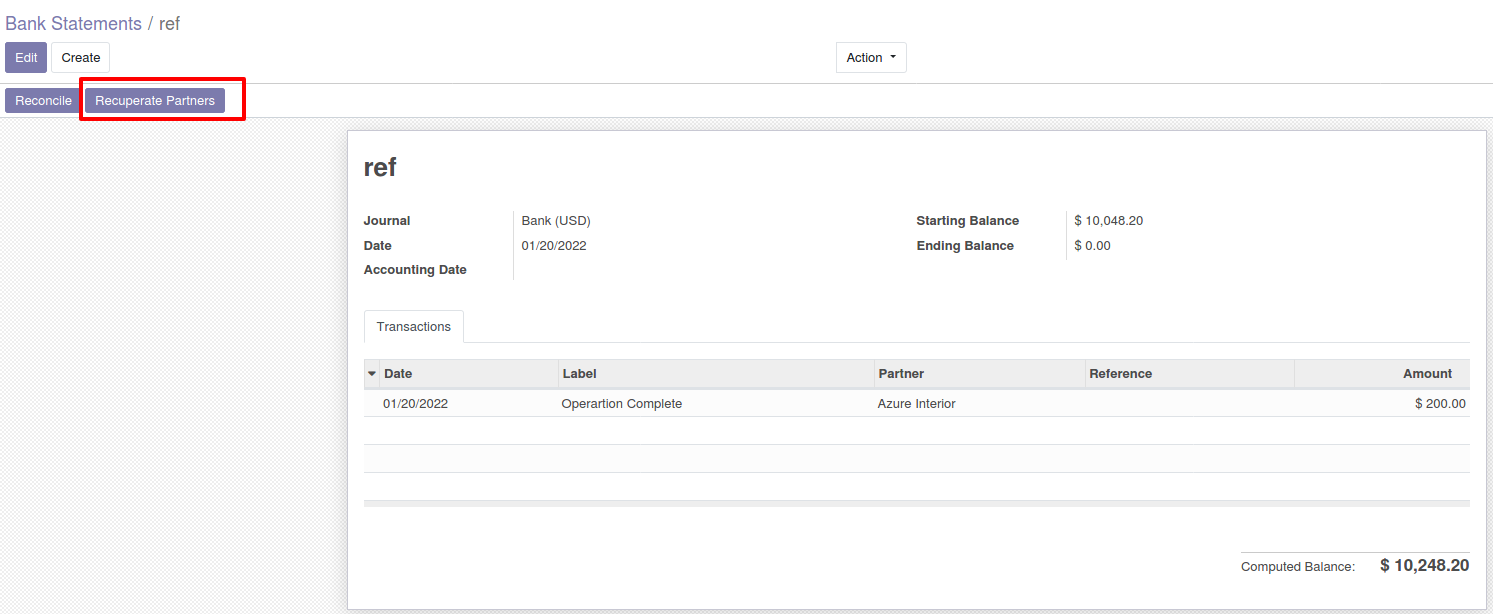 Bank Statements / ref
Edit Create Action
Reconcile Recuperate Partners
ref
Journal Bank (USD) Starting Balance $ 10,048.20
Date 01/20/2022 Ending Balance $ 0.00
Accounting Date
Transactions
Date Label Partner Reference Amount
01/20/2022 Operartion Complete Azure Interior $ 200.00
Computed Balance: $ 10,248.20